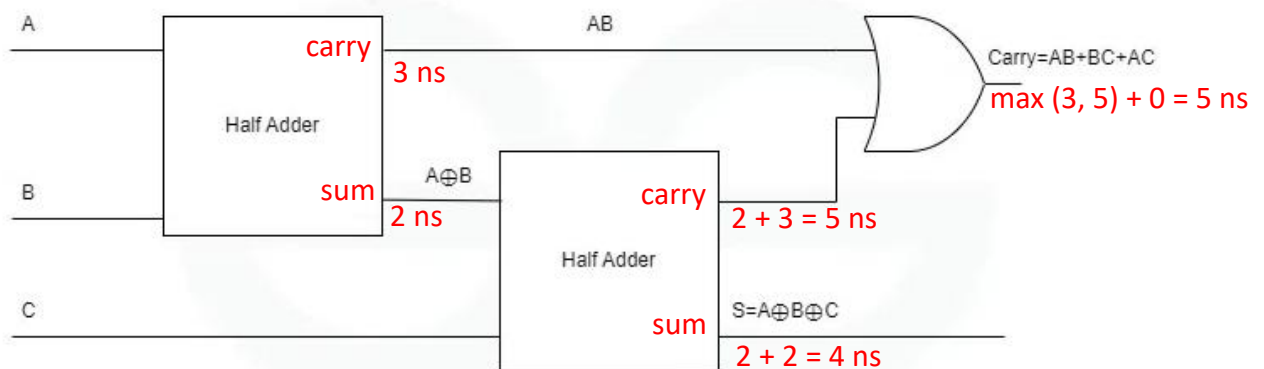 A
carry
AB
3 ns
Carry=AB+BC+AC
max (3, 5) + 0 = 5 ns
Half Adder
B
sum
A⊕B
2 ns
carry
2 + 3 = 5 ns
Half Adder
C
sum
S=A⊕B⊕C
2 + 2 = 4 ns